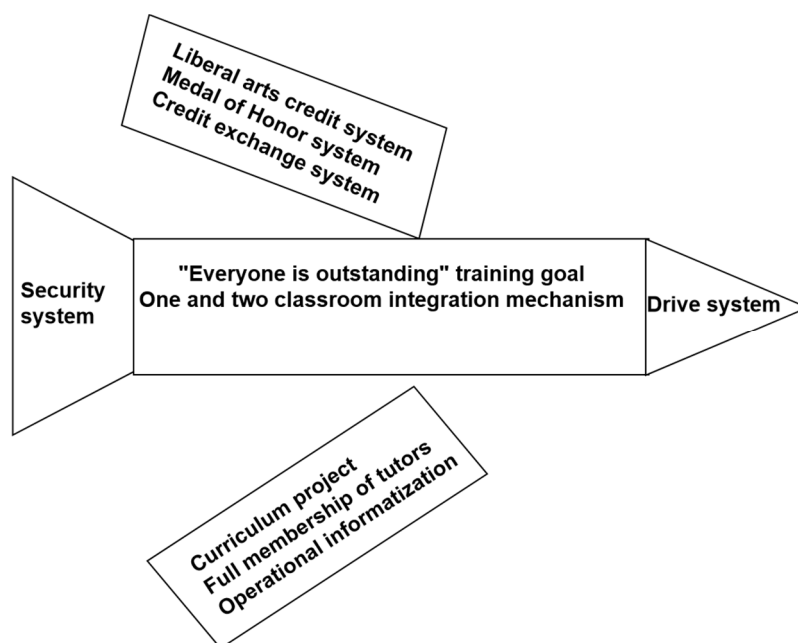 Liberal arts credit system
Medal of Honor system
Credit exchange system
Security
system
"Everyone is outstanding" training goal
One and two classroom integration mechanism
Drive system
Curriculum project
Full membership of tutors
Operational informatization